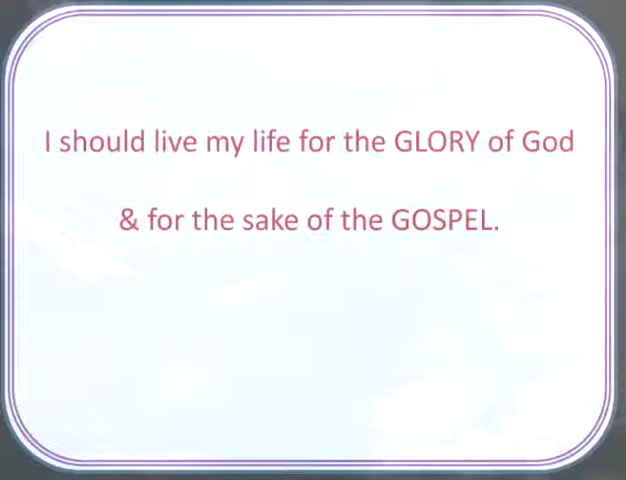 I should live my life for the GLORY of God
& for the sake of the GOSPEL.